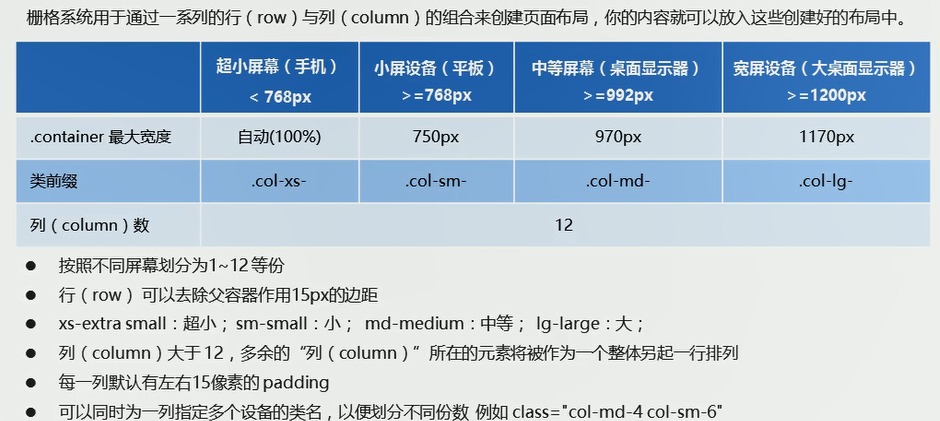 栅格系统用于通过一系列的行（row）与列（column）的组合来创建页面布局，你的内容就可以放入这些创建好的布局中。
超小屏幕（手机） 小屏设备（平板） 中等屏幕（桌面显示器） 宽屏设备（大桌面显示器）
< 768px >=768px >=992px >=1200px
.container 最大宽度 自动(100%) 750px 970px 1170px
类前缀 .col-xs- .col-sm- .col-md- .col-lg-
列（column）数 12
● 按照不同屏幕划分为1~12 等份
● 行（row） 可以去除父容器作用15px的边距
● xs-extra small：超小； sm-small：小； md-medium：中等； lg-large：大；
● 列（column）大于 12，多余的“列（column）”所在的元素将被作为一个整体另起一行排列
● 每一列默认有左右15像素的 padding
● 可以同时为一列指定多个设备的类名，以便划分不同份数 例如 class="col-md-4 col-sm-6"